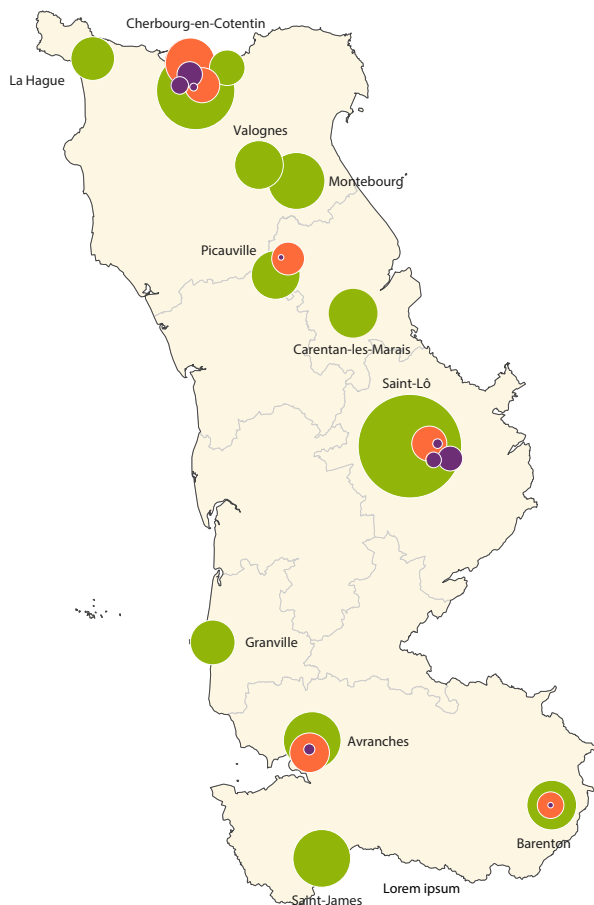 Cherbourg-en-Cotentin
La Hague
Valognes
Montebourg
Picauville
Carentan-les-Marais
Saint-Lô
Granville
Avranches
Barenton
Lorem ipsum
Saint-James